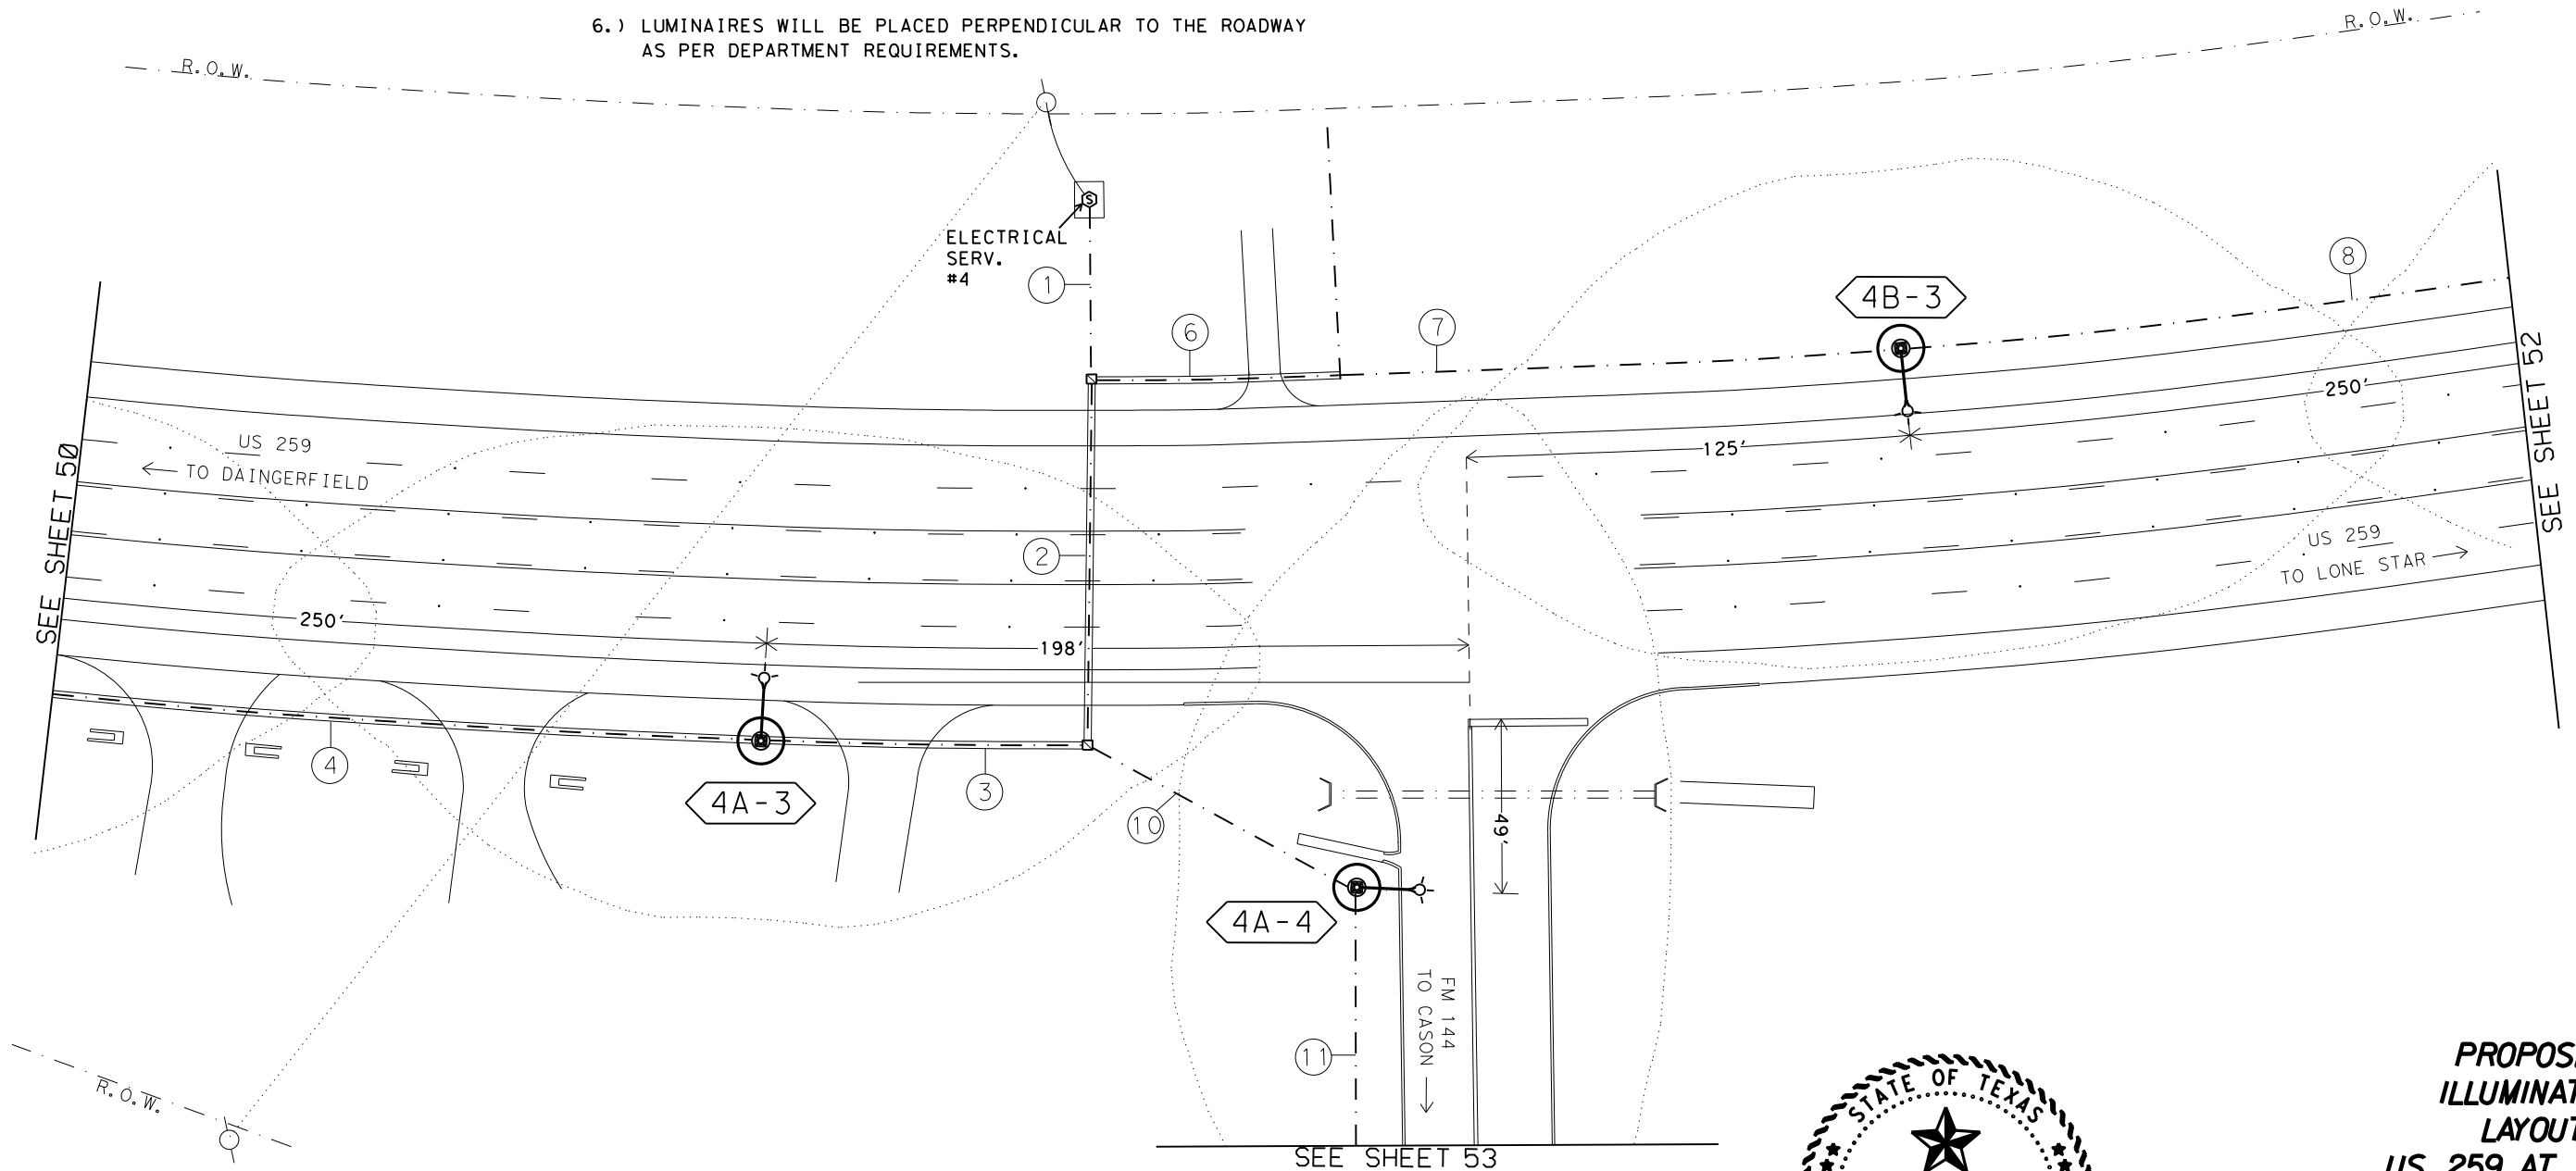 6.) LUMINAIRES WILL BE PLACED PERPENDICULAR TO THE ROADWAY
AS PER DEPARTMENT REQUIREMENTS.
R.O.W.
R.O.W.
S
ELECTRICAL
SERV.
#4
1
6
7
4B-3
8
250'
125'
SEE SHEET 52
US 259
TO DAINGERFIELD
SEE SHEET 50
2
US 259
TO LONE STAR
250'
198'
4
4A-3
3
10
49'
4A-4
FM 144
TO CASON
11
R.O.W.
SEE SHEET 53
STATE OF TEXAS
LAYOUT
US 259 AT